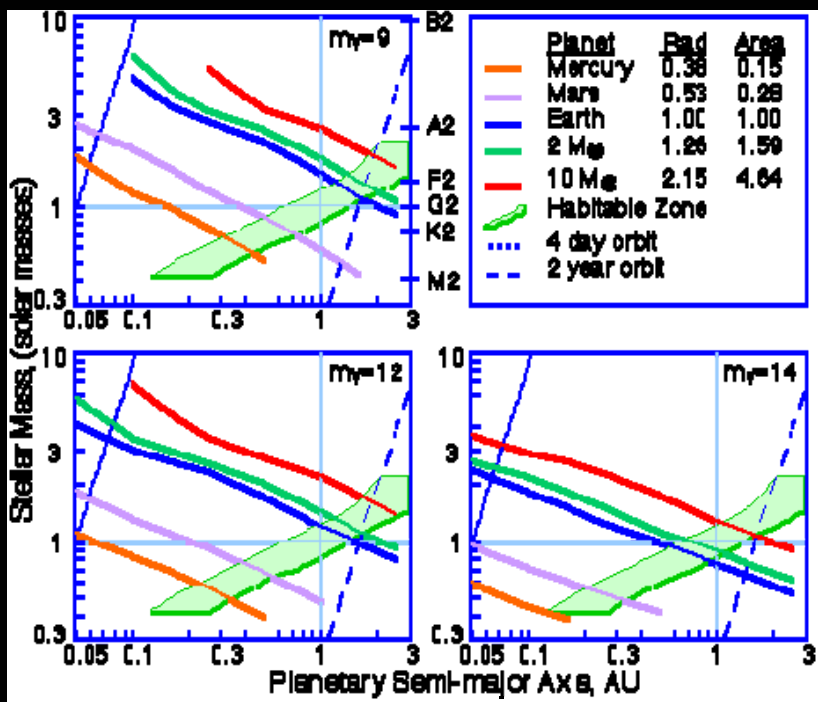 10
3
1
0.3
0.05 0.1 0.3 1 3
mV=9
B2
A2
F2
G2
K2
M2
Planet Rad Area
Mercury 0.38 0.15
Mars 0.53 0.28
Earth 1.00 1.00
2 M⊕ 1.26 1.59
10 M⊕ 2.15 4.64
Habitable Zone
4 day orbit
2 year orbit
Stellar Mass, (solar masses)
10
3
1
0.3
0.05 0.1 0.3 1 3
mV=12
10
3
1
0.3
0.05 0.1 0.3 1 3
mV=14
Planetary Semi-major Axis, AU